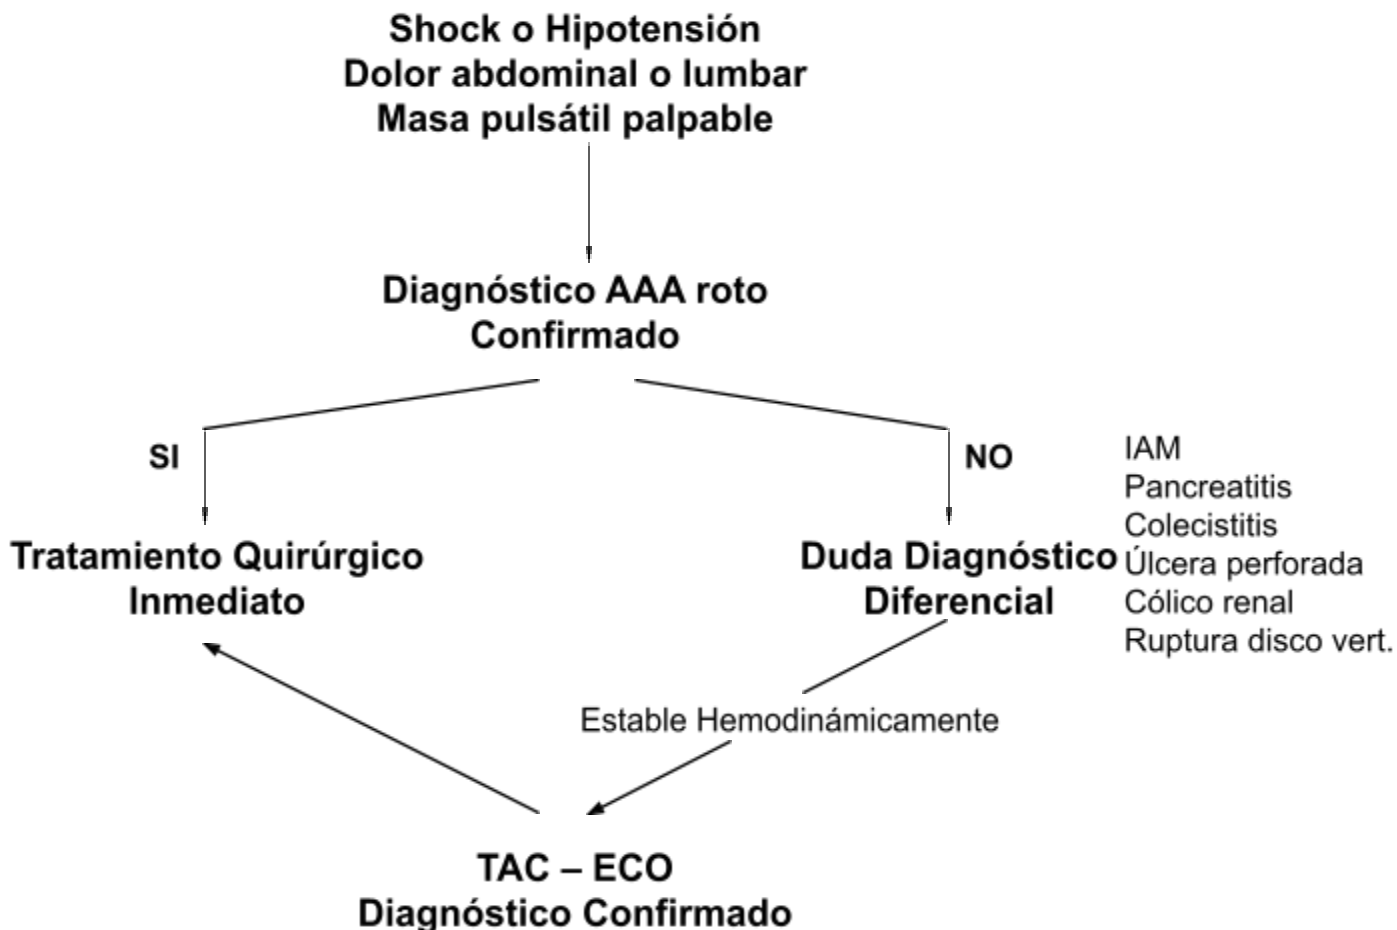 Shock o Hipotensión
Dolor abdominal o lumbar
Masa pulsátil palpable
Diagnóstico AAA roto
Confirmado
SI
NO
Tratamiento Quirúrgico
Inmediato
Duda Diagnóstico
Diferencial
IAM
Pancreatitis
Colecistitis
Úlcera perforada
Cólico renal
Ruptura disco vert.
Estable Hemodinámicamente
TAC – ECO
Diagnóstico Confirmado